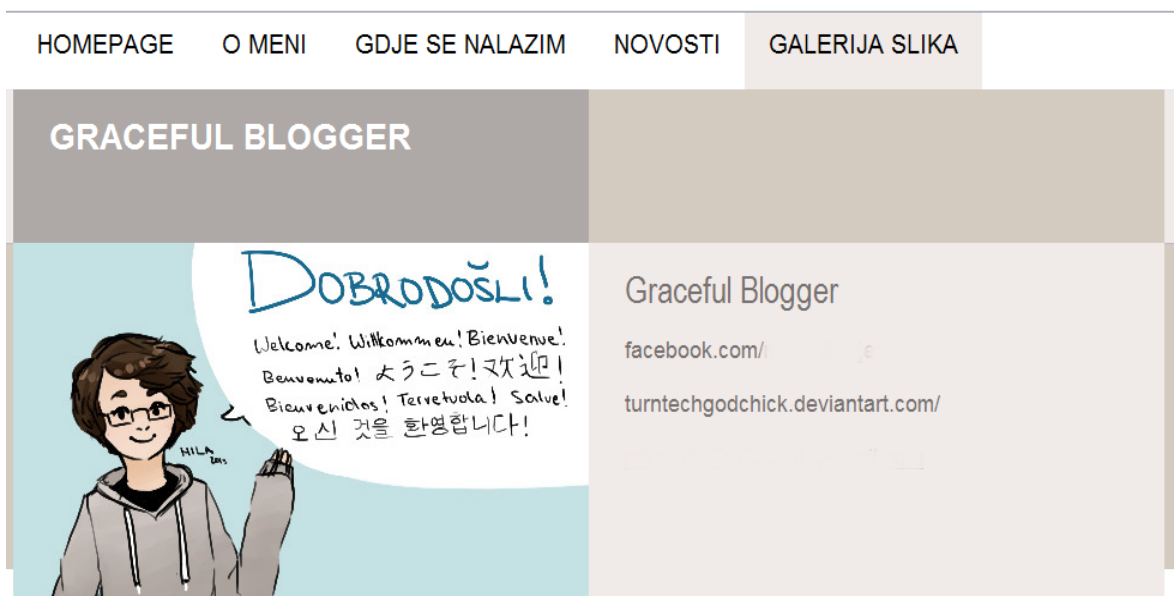 HOMEPAGE O MENI GDJE SE NALAZIM NOVOSTI GALERIJA SLIKA
GRACEFUL BLOGGER
DOBRODOŠLI!
Welcome! Willkommen! Bienvenue!
Benvenuto! ようこそ! 欢迎!
Bienvenidos! Tervetuloa! Salve!
오신 것을 환영합니다!
Graceful Blogger
facebook.com/
turntechgodchick.deviantart.com/